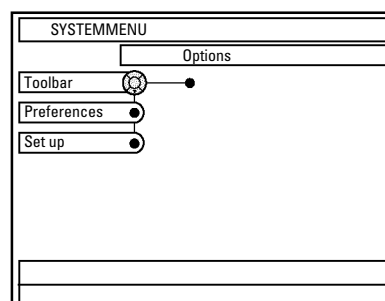 SYSTEMMENU
Options
Toolbar
Preferences
Set up